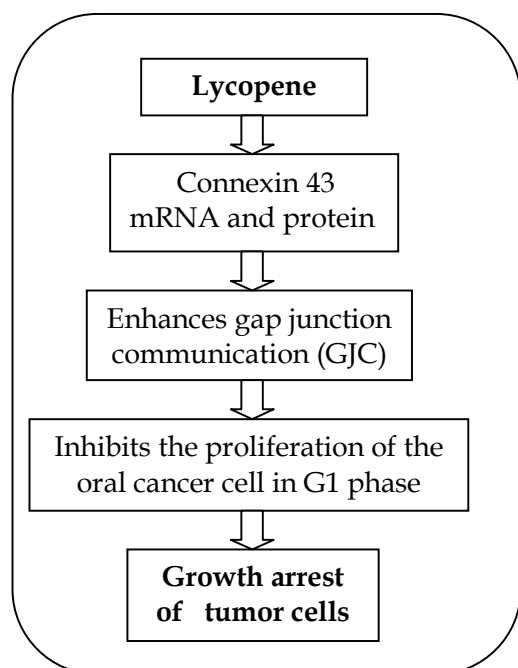 Lycopene
Connexin 43
mRNA and protein
Enhances gap junction
communication (GJC)
Inhibits the proliferation of the
oral cancer cell in G1 phase
Growth arrest
of tumor cells